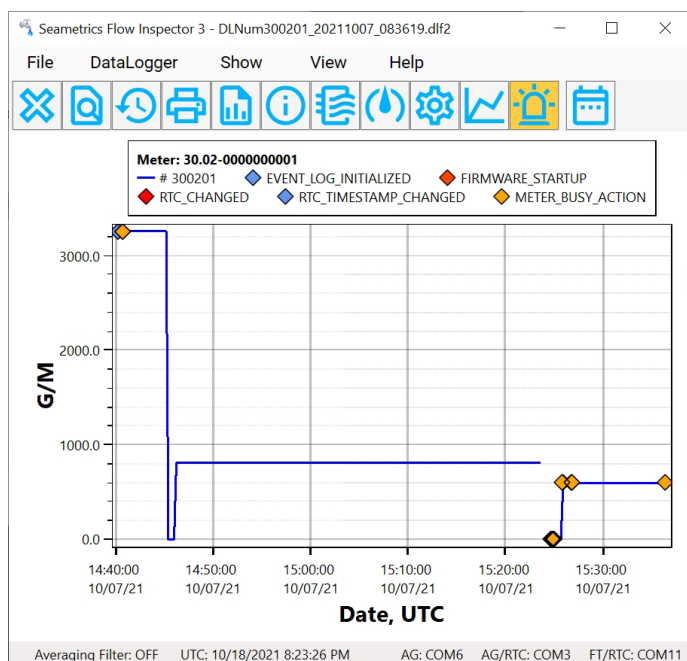 Seametrics Flow Inspector 3 - DLNum300201_20211007_083619.dlf2
File DataLogger Show View Help
Meter: 30.02-0000000001
# 300201 EVENT_LOG_INITIALIZED FIRMWARE_STARTUP
RTC_CHANGED RTC_TIMESTAMP_CHANGED METER_BUSY_ACTION
G/M
3000.0
2000.0
1000.0
0.0
14:40:00 14:50:00 15:00:00 15:10:00 15:20:00 15:30:00
10/07/21 10/07/21 10/07/21 10/07/21 10/07/21 10/07/21
Date, UTC
Averaging Filter: OFF UTC: 10/18/2021 8:23:26 PM AG: COM6 AG/RTC: COM3 FT/RTC: COM11